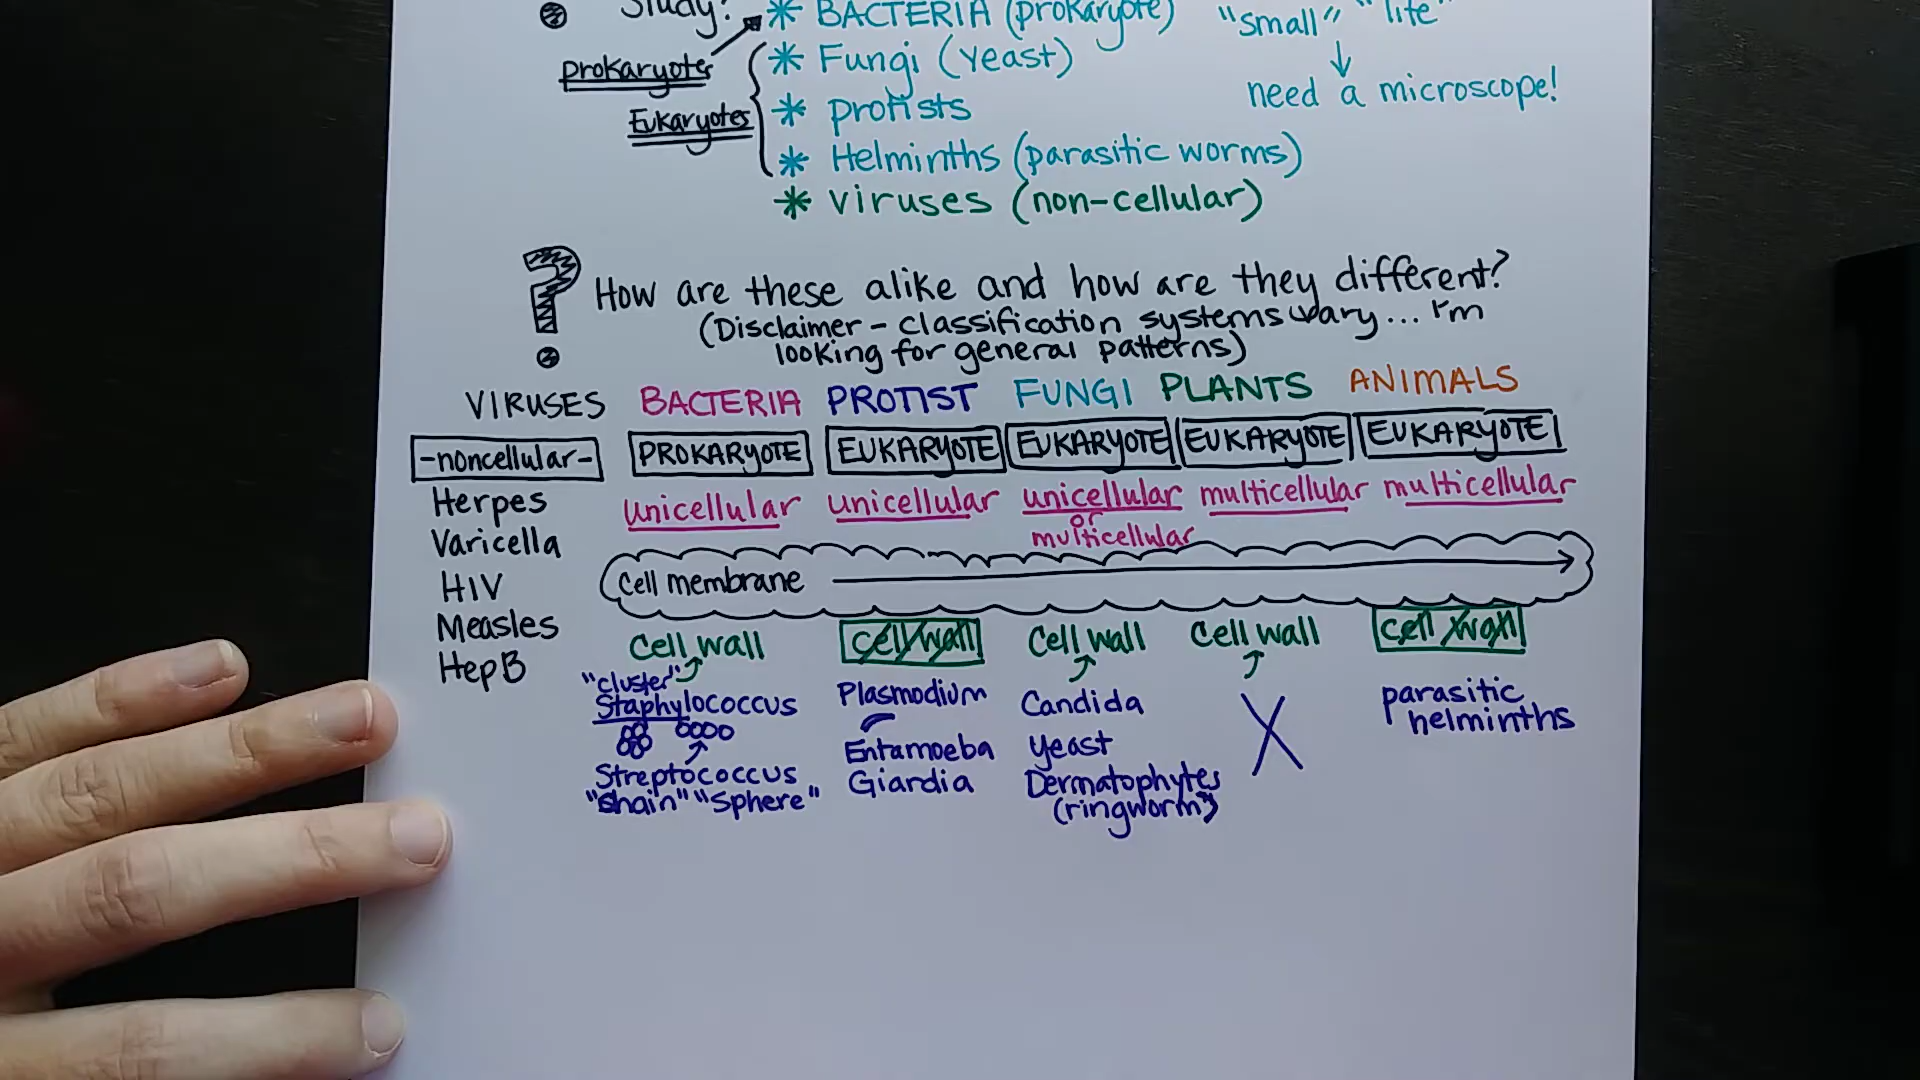 Study:
* BACTERIA (prokaryote)
"small" "life"
Prokaryotes
* Fungi (yeast)
need a microscope!
Eukaryotes
* Protists
* Helminths (parasitic worms)
* Viruses (non-cellular)
? How are these alike and how are they different?
(Disclaimer - classification systems vary... I'm
looking for general patterns)
VIRUSES BACTERIA PROTIST FUNGI PLANTS ANIMALS
-noncellular- PROKARYOTE EUKARYOTE EUKARYOTE EUKARYOTE EUKARYOTE
Herpes unicellular unicellular unicellular multicellular multicellular
or
Varicella multicellular
HIV Cell membrane
Measles Cell wall cell wall Cell wall Cell wall cell wall
HepB
"cluster" Plasmodium Candida X parasitic
Staphylococcus helminths
Entamoeba yeast
Streptococcus Giardia Dermatophytes
"chain" "Sphere" (ringworm")